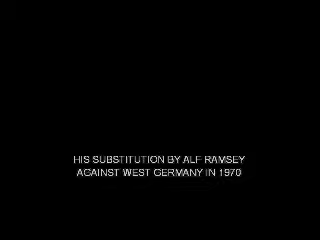 HIS SUBSTITUTION BY ALF RAMSEY
AGAINST WEST GERMANY IN 1970